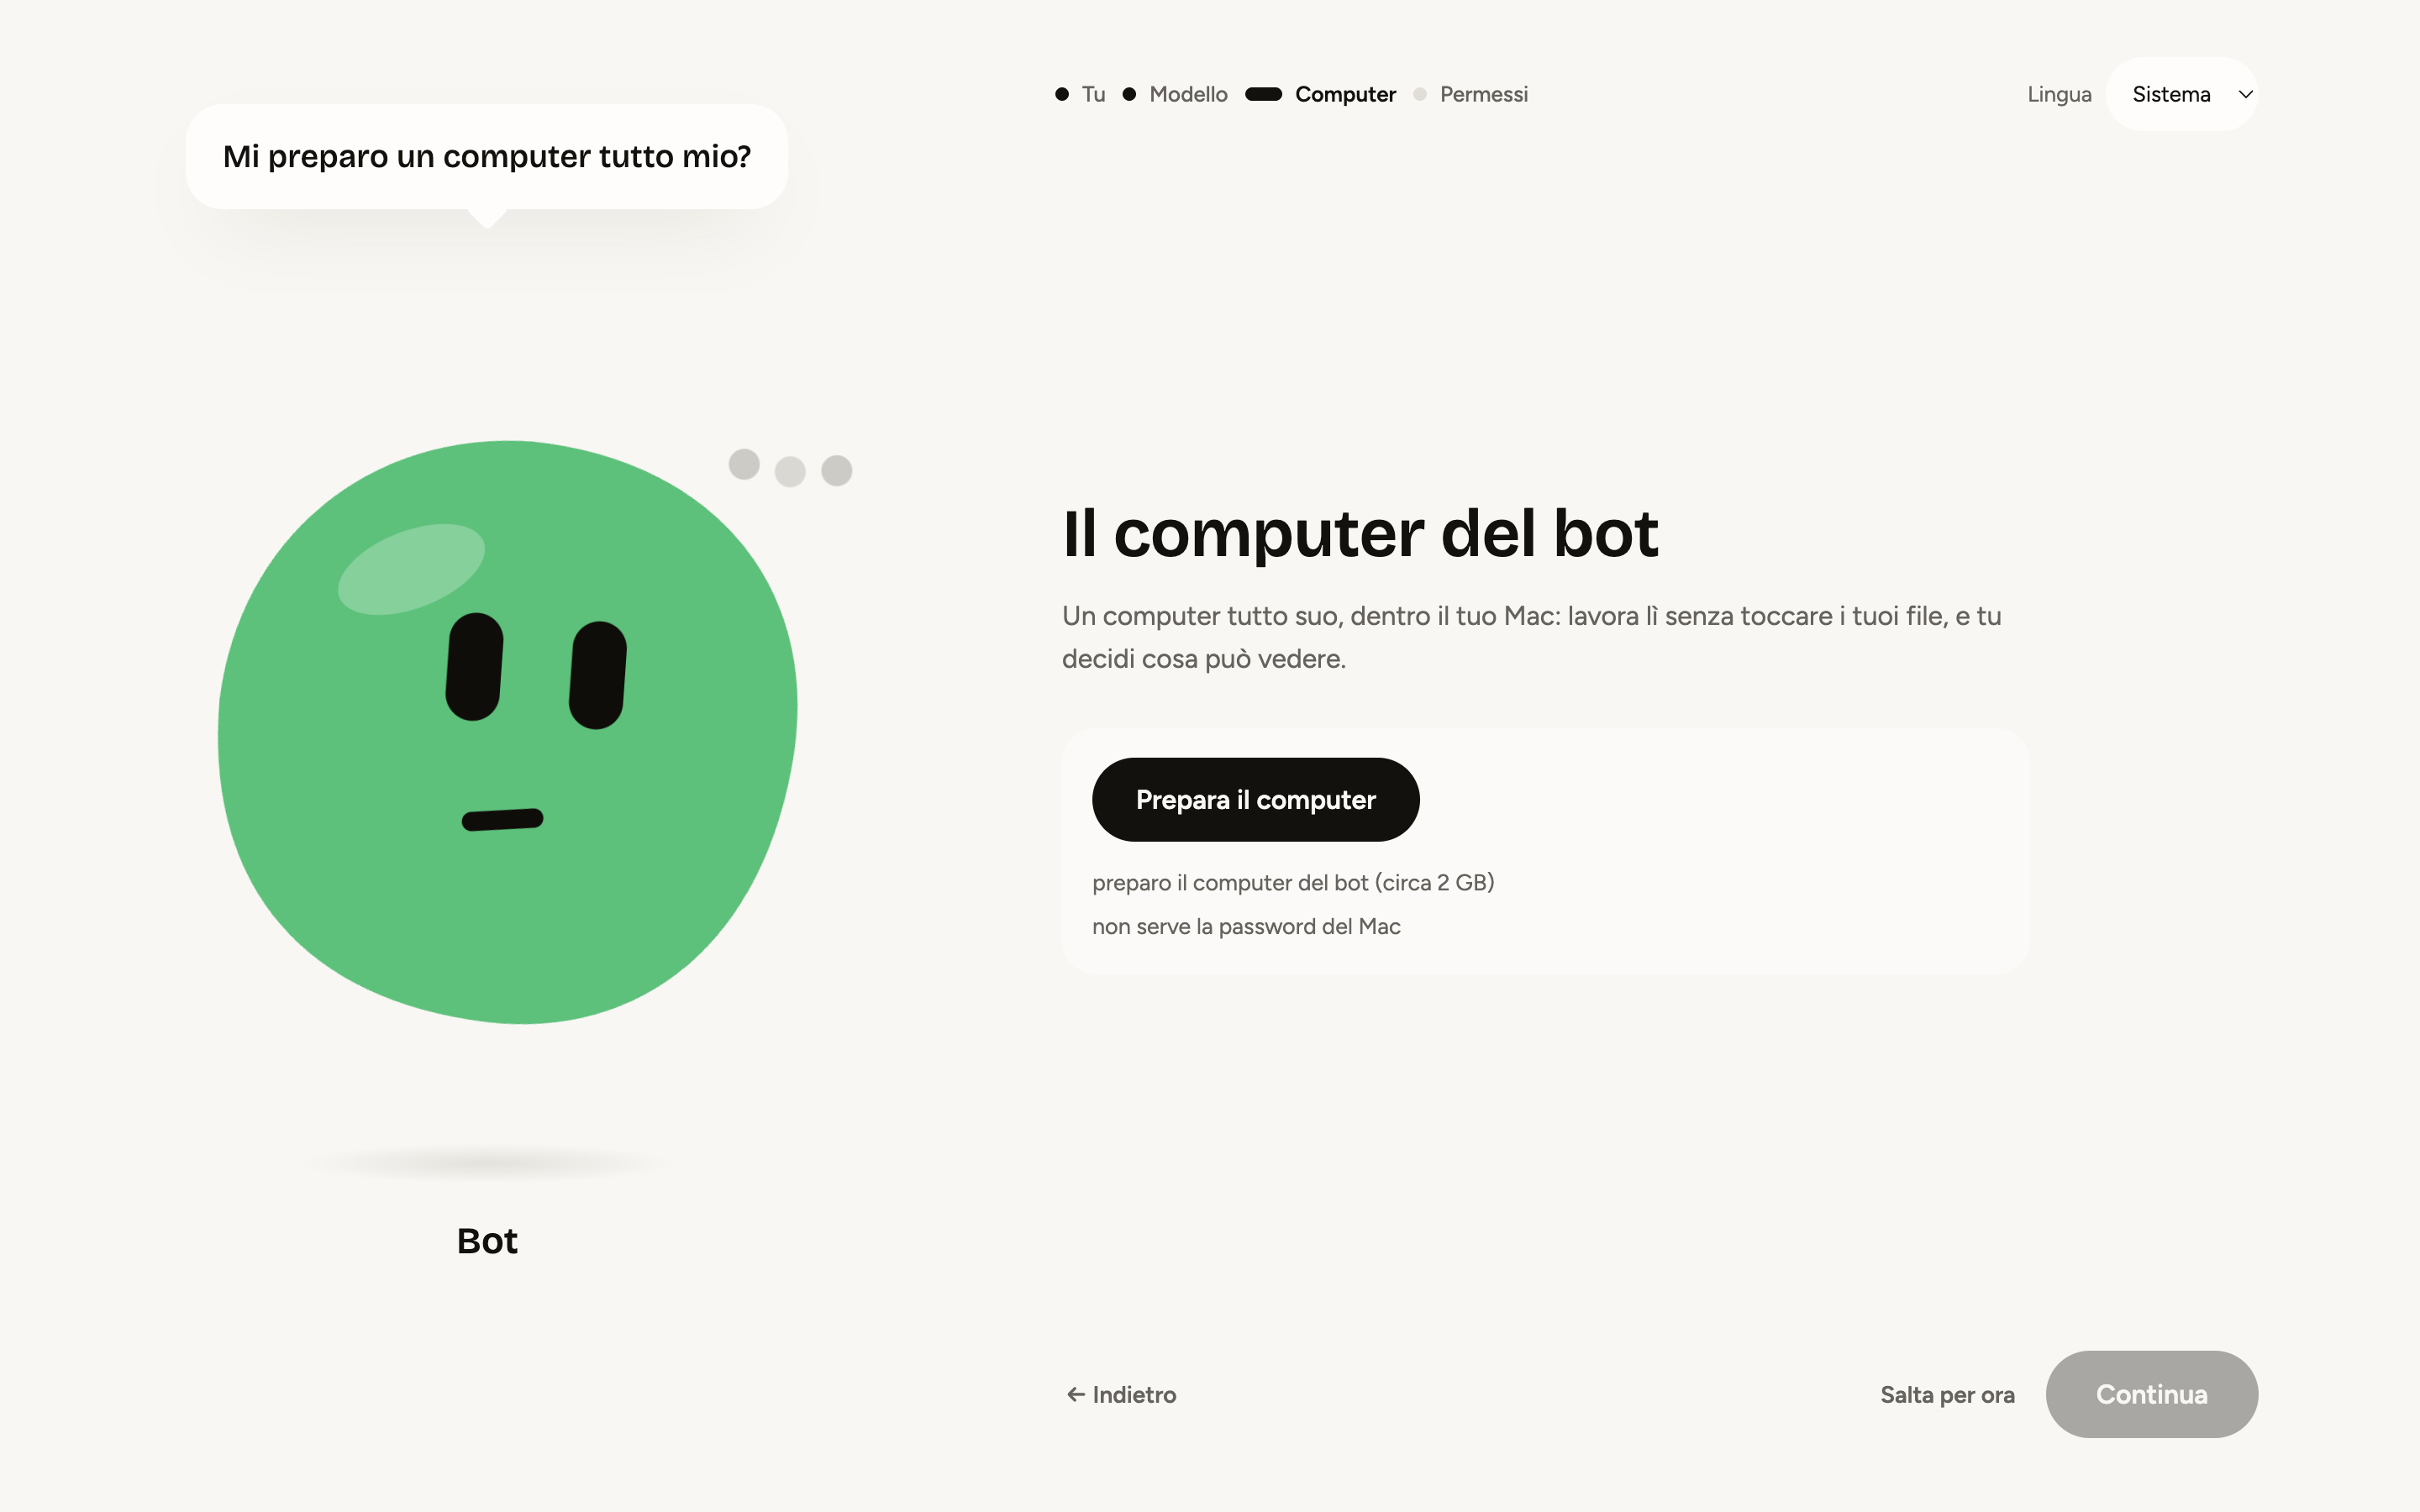 Mi preparo un computer tutto mio?
Bot
Tu Modello Computer Permessi
Lingua Sistema
Il computer del bot
Un computer tutto suo, dentro il tuo Mac: lavora lì senza toccare i tuoi file, e tu
decidi cosa può vedere.
Prepara il computer
preparo il computer del bot (circa 2 GB)
non serve la password del Mac
← Indietro
Salta per ora
Continua